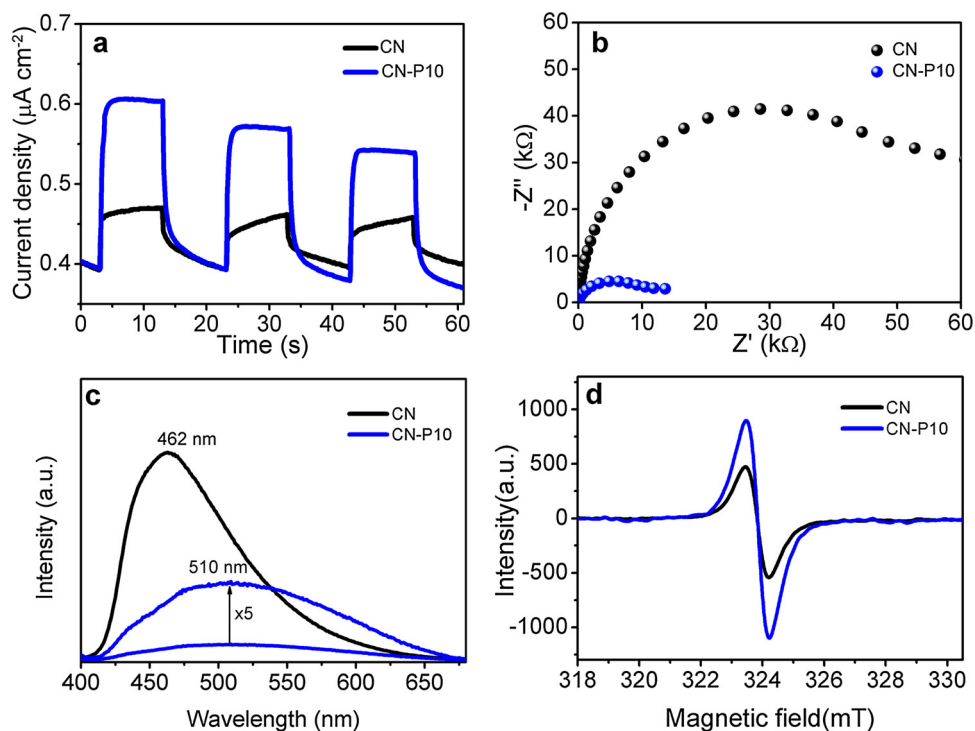 a
CN
CN-P10
Current density (μA cm-2)
0.7
0.6
0.5
0.4
0 10 20 30 40 50 60
Time (s)
b
CN
CN-P10
-Z" (kΩ)
60
50
40
30
20
10
0
0 10 20 30 40 50 60
Z' (kΩ)
c
CN
CN-P10
462 nm
510 nm
x5
Intensity (a.u.)
400 450 500 550 600 650
Wavelength (nm)
d
CN
CN-P10
Intensity(a.u.)
1000
500
0
-500
-1000
318 320 322 324 326 328 330
Magnetic field(mT)